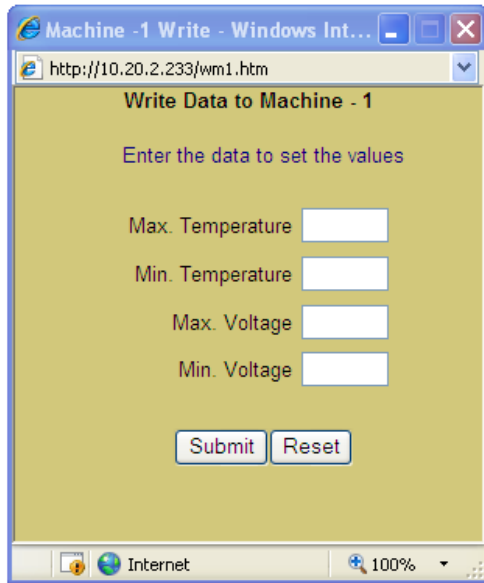 Machine -1 Write - Windows Int...
http://10.20.2.233/wm1.htm
Write Data to Machine - 1
Enter the data to set the values
Max. Temperature
Min. Temperature
Max. Voltage
Min. Voltage
Submit Reset
Internet 100%